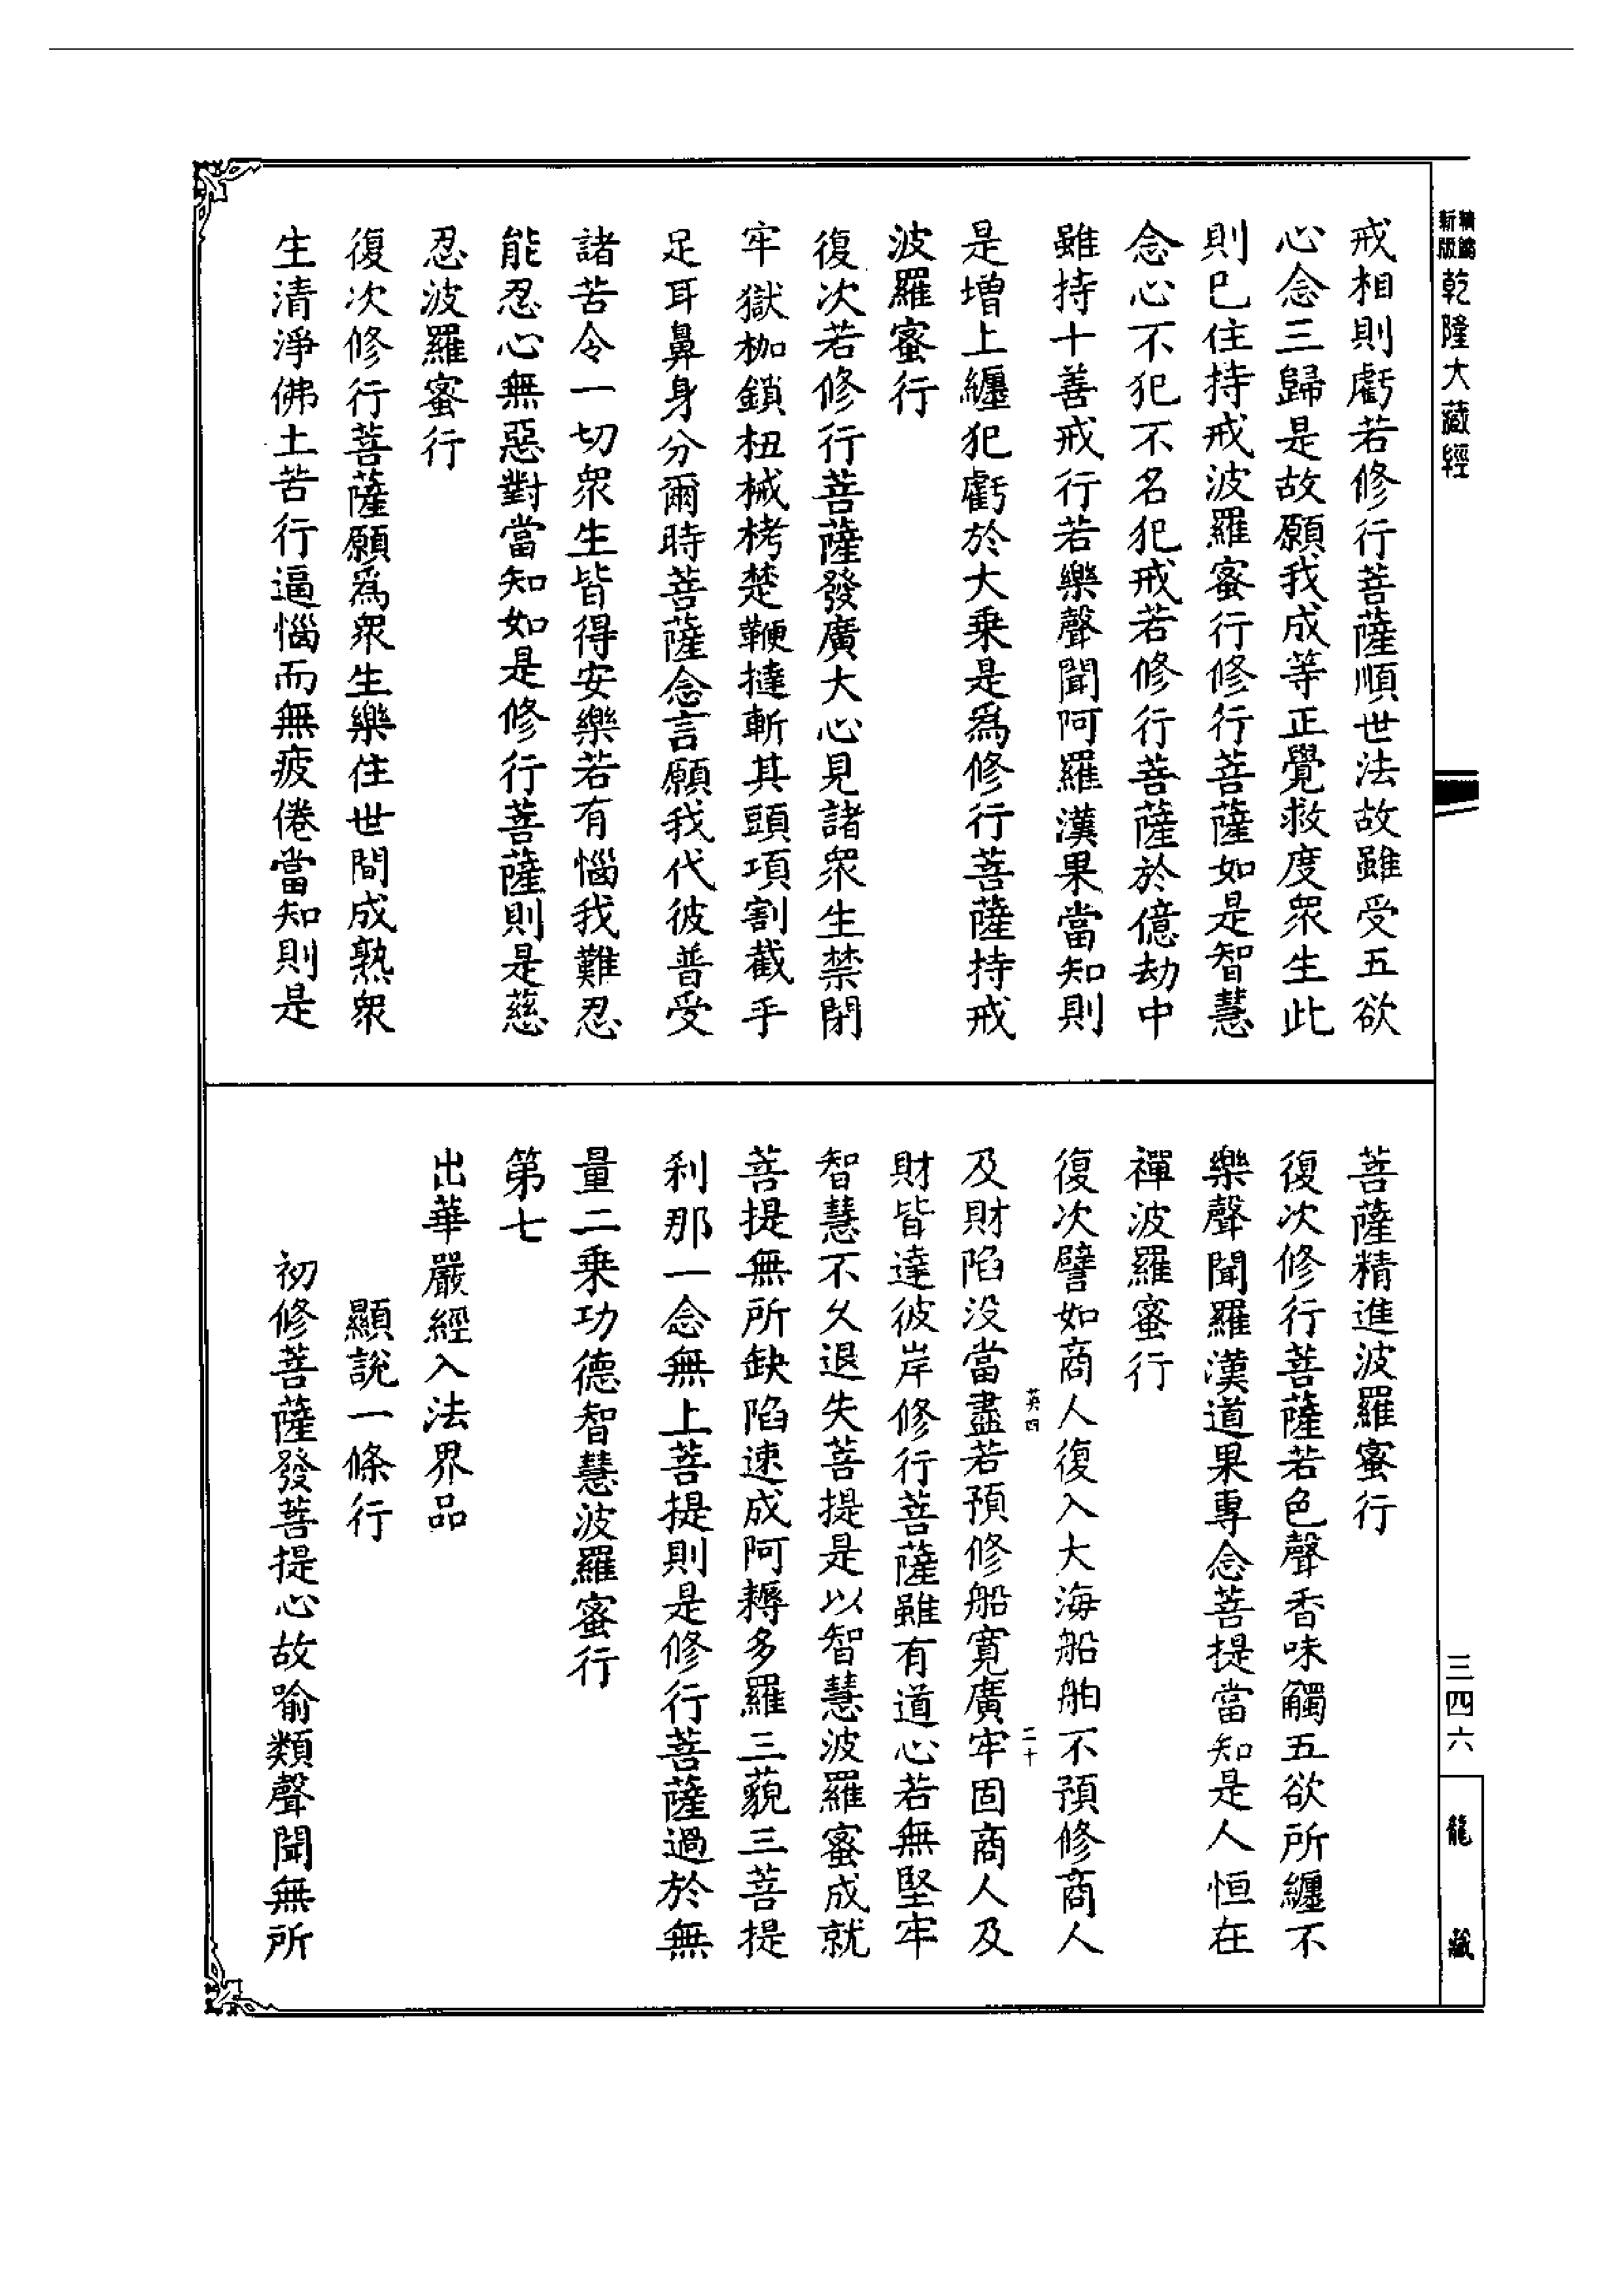 新版精編
乾隆大藏經
戒相則虧若修行菩薩順世法故雖受五欲
心念三歸是故願我成等正覺救度眾生此
則已住持戒波羅蜜行修行菩薩如是智慧
念心不犯不名犯戒若修行菩薩於億劫中
雖持十善戒行若樂聲聞阿羅漢果當知則
是增上纏犯虧於大乗是爲修行菩薩持戒
波羅蜜行
復次若修行菩薩發廣大心見諸眾生禁閉
牢獄枷鎖杻械栲楚鞭撻斬其頭項割截手
足耳鼻身分爾時菩薩念言願我代彼普受
諸苦令一切眾生皆得安樂若有惱我難忍
能忍心無惡對當知如是修行菩薩則是慈
忍波羅蜜行
復次修行菩薩願爲眾生樂住世間成熟眾
生清淨佛土苦行逼惱而無疲倦當知則是
菩薩精進波羅蜜行
復次修行菩薩若色聲香味觸五欲所纏不
樂聲聞羅漢道果專念菩提當知是人恒在
禪波羅蜜行
復次譬如商人復入大海船舶不預修商人
英四
二十
及財陷没當盡若預修船寛廣牢固商人及
財皆達彼岸修行菩薩雖有道心若無堅牢
智慧不久退失菩提是以智慧波羅蜜成就
菩提無所缺陷速成阿耨多羅三藐三菩提
刹那一念無上菩提則是修行菩薩過於無
量二乗功德智慧波羅蜜行
第七
出華嚴經入法界品
顯說一條行
初修菩薩發菩提心故喻類聲聞無所
三四六
龍藏